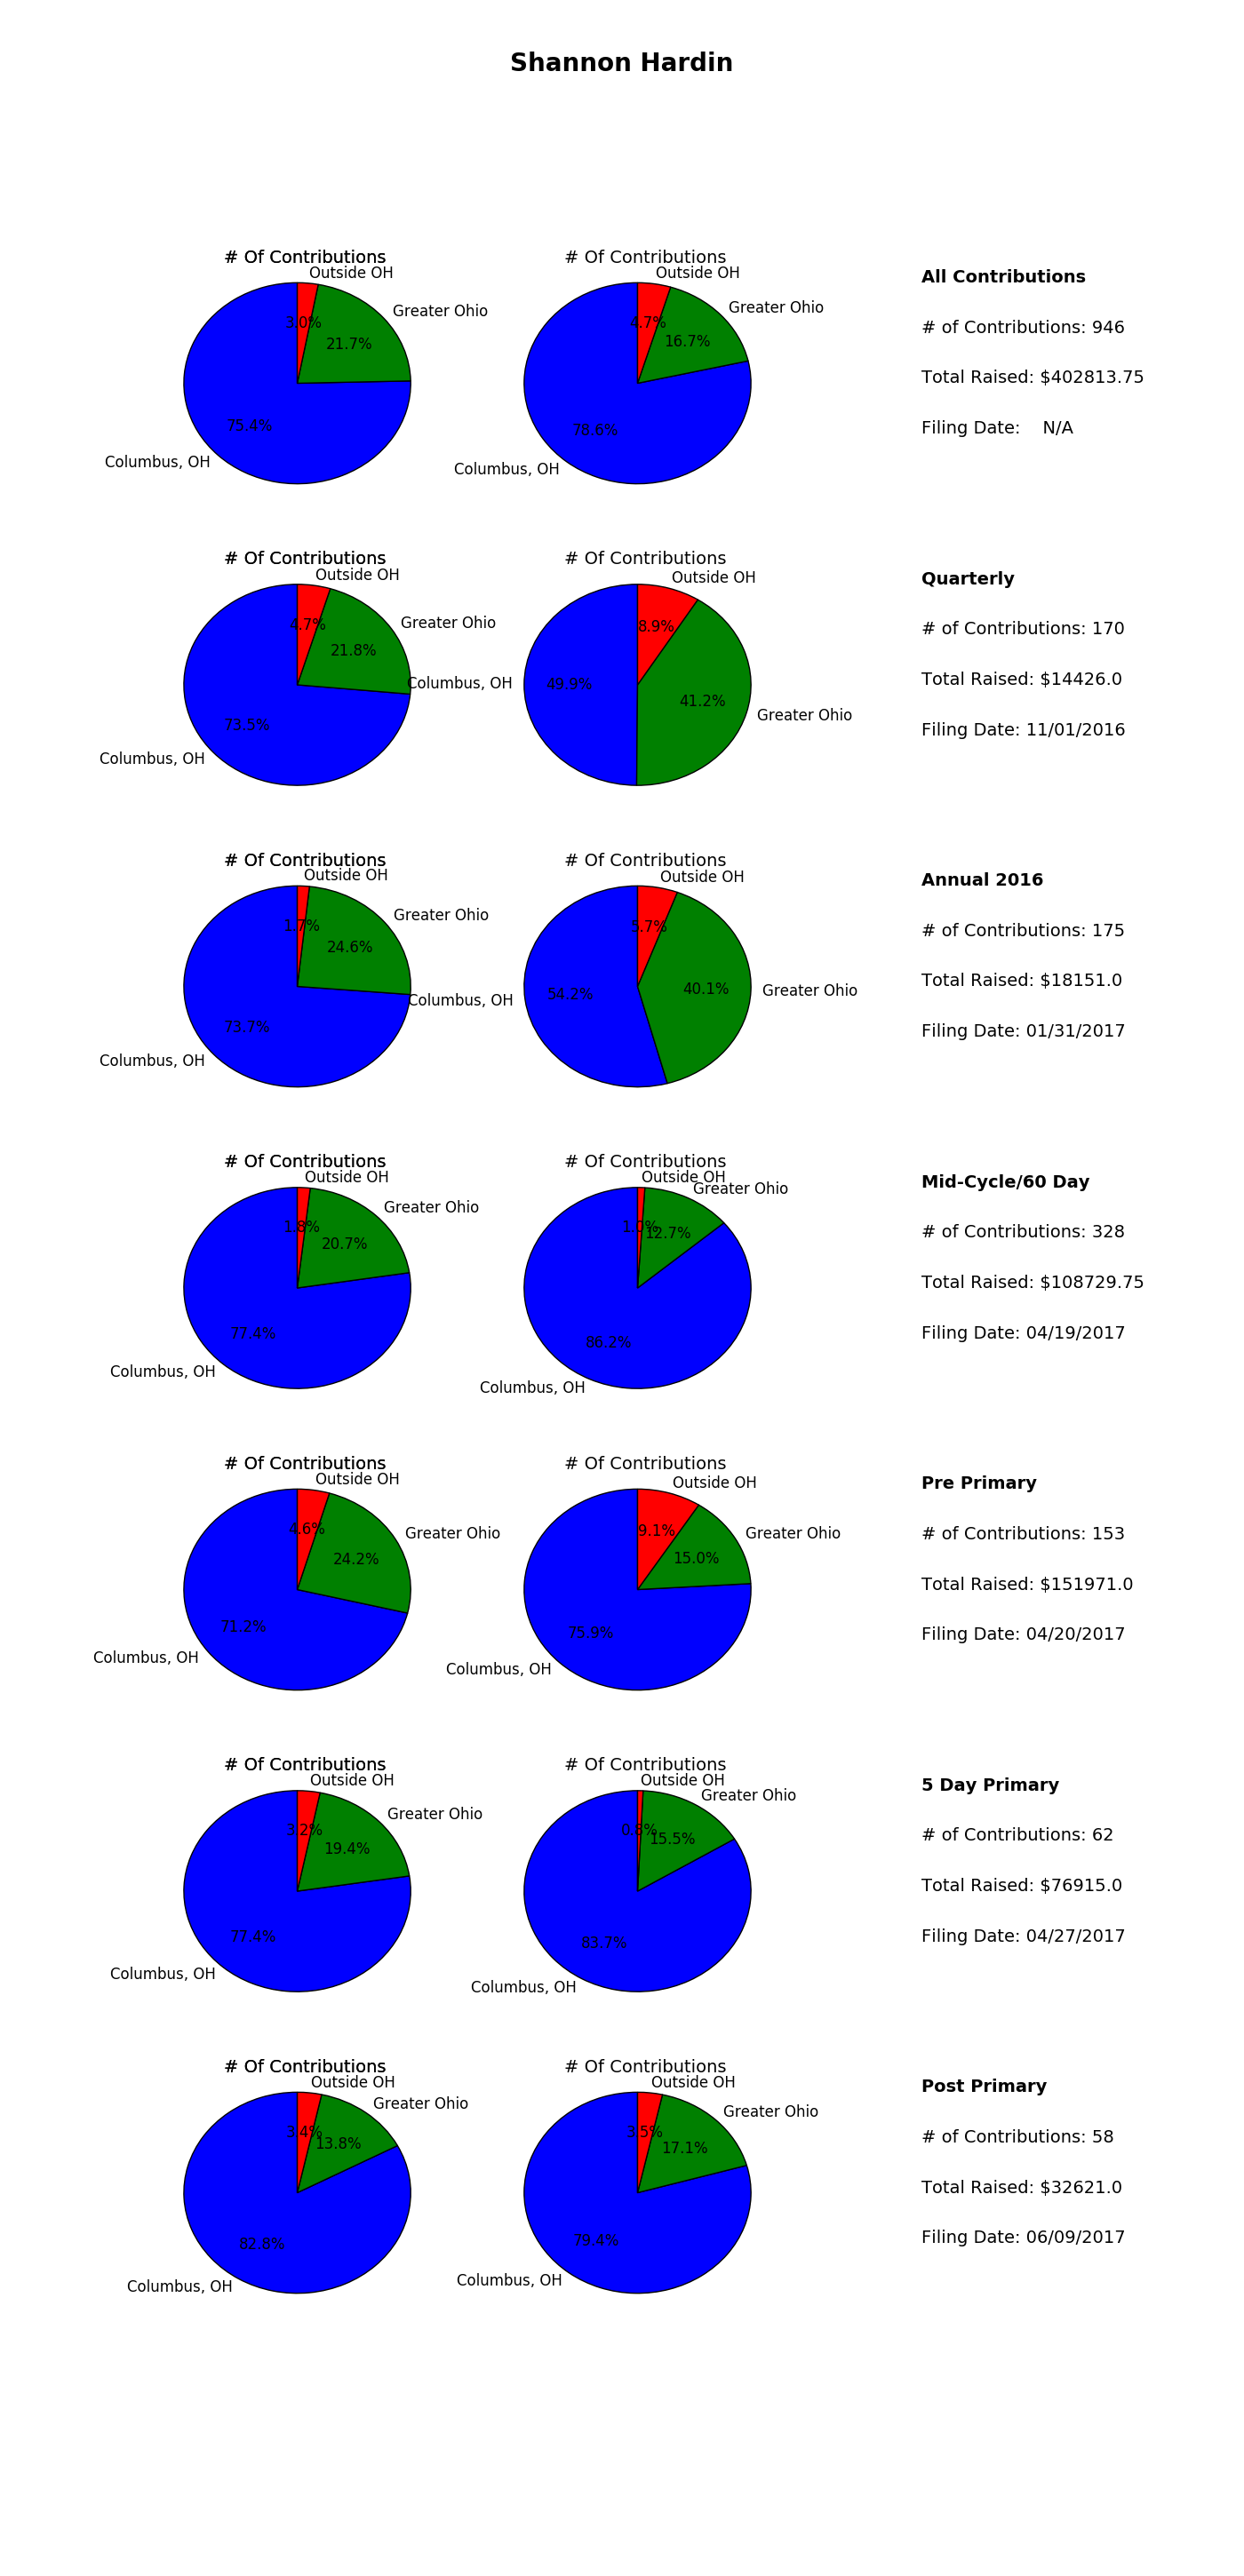 Shannon Hardin
# Of Contributions
Outside OH
Greater Ohio
3.0%
21.7%
75.4%
Columbus, OH
# Of Contributions
Outside OH
Greater Ohio
4.7%
16.7%
78.6%
Columbus, OH
All Contributions
# of Contributions: 946
Total Raised: $402813.75
Filing Date: N/A
# Of Contributions
Outside OH
Greater Ohio
4.7%
21.8%
73.5%
Columbus, OH
# Of Contributions
Outside OH
8.9%
Columbus, OH
49.9%
41.2%
Greater Ohio
Quarterly
# of Contributions: 170
Total Raised: $14426.0
Filing Date: 11/01/2016
# Of Contributions
Outside OH
Greater Ohio
1.7%
24.6%
73.7%
Columbus, OH
# Of Contributions
Outside OH
5.7%
40.1%
Greater Ohio
54.2%
Columbus, OH
Annual 2016
# of Contributions: 175
Total Raised: $18151.0
Filing Date: 01/31/2017
# Of Contributions
Outside OH
Greater Ohio
1.8%
20.7%
77.4%
Columbus, OH
# Of Contributions
Outside OH
Greater Ohio
1.0%
12.7%
86.2%
Columbus, OH
Mid-Cycle/60 Day
# of Contributions: 328
Total Raised: $108729.75
Filing Date: 04/19/2017
# Of Contributions
Outside OH
Greater Ohio
4.6%
24.2%
71.2%
Columbus, OH
# Of Contributions
Outside OH
Greater Ohio
9.1%
15.0%
75.9%
Columbus, OH
Pre Primary
# of Contributions: 153
Total Raised: $151971.0
Filing Date: 04/20/2017
# Of Contributions
Outside OH
Greater Ohio
3.2%
19.4%
77.4%
Columbus, OH
# Of Contributions
Outside OH
Greater Ohio
0.8%
15.5%
83.7%
Columbus, OH
5 Day Primary
# of Contributions: 62
Total Raised: $76915.0
Filing Date: 04/27/2017
# Of Contributions
Outside OH
Greater Ohio
3.4%
13.8%
82.8%
Columbus, OH
# Of Contributions
Outside OH
Greater Ohio
3.5%
17.1%
79.4%
Columbus, OH
Post Primary
# of Contributions: 58
Total Raised: $32621.0
Filing Date: 06/09/2017